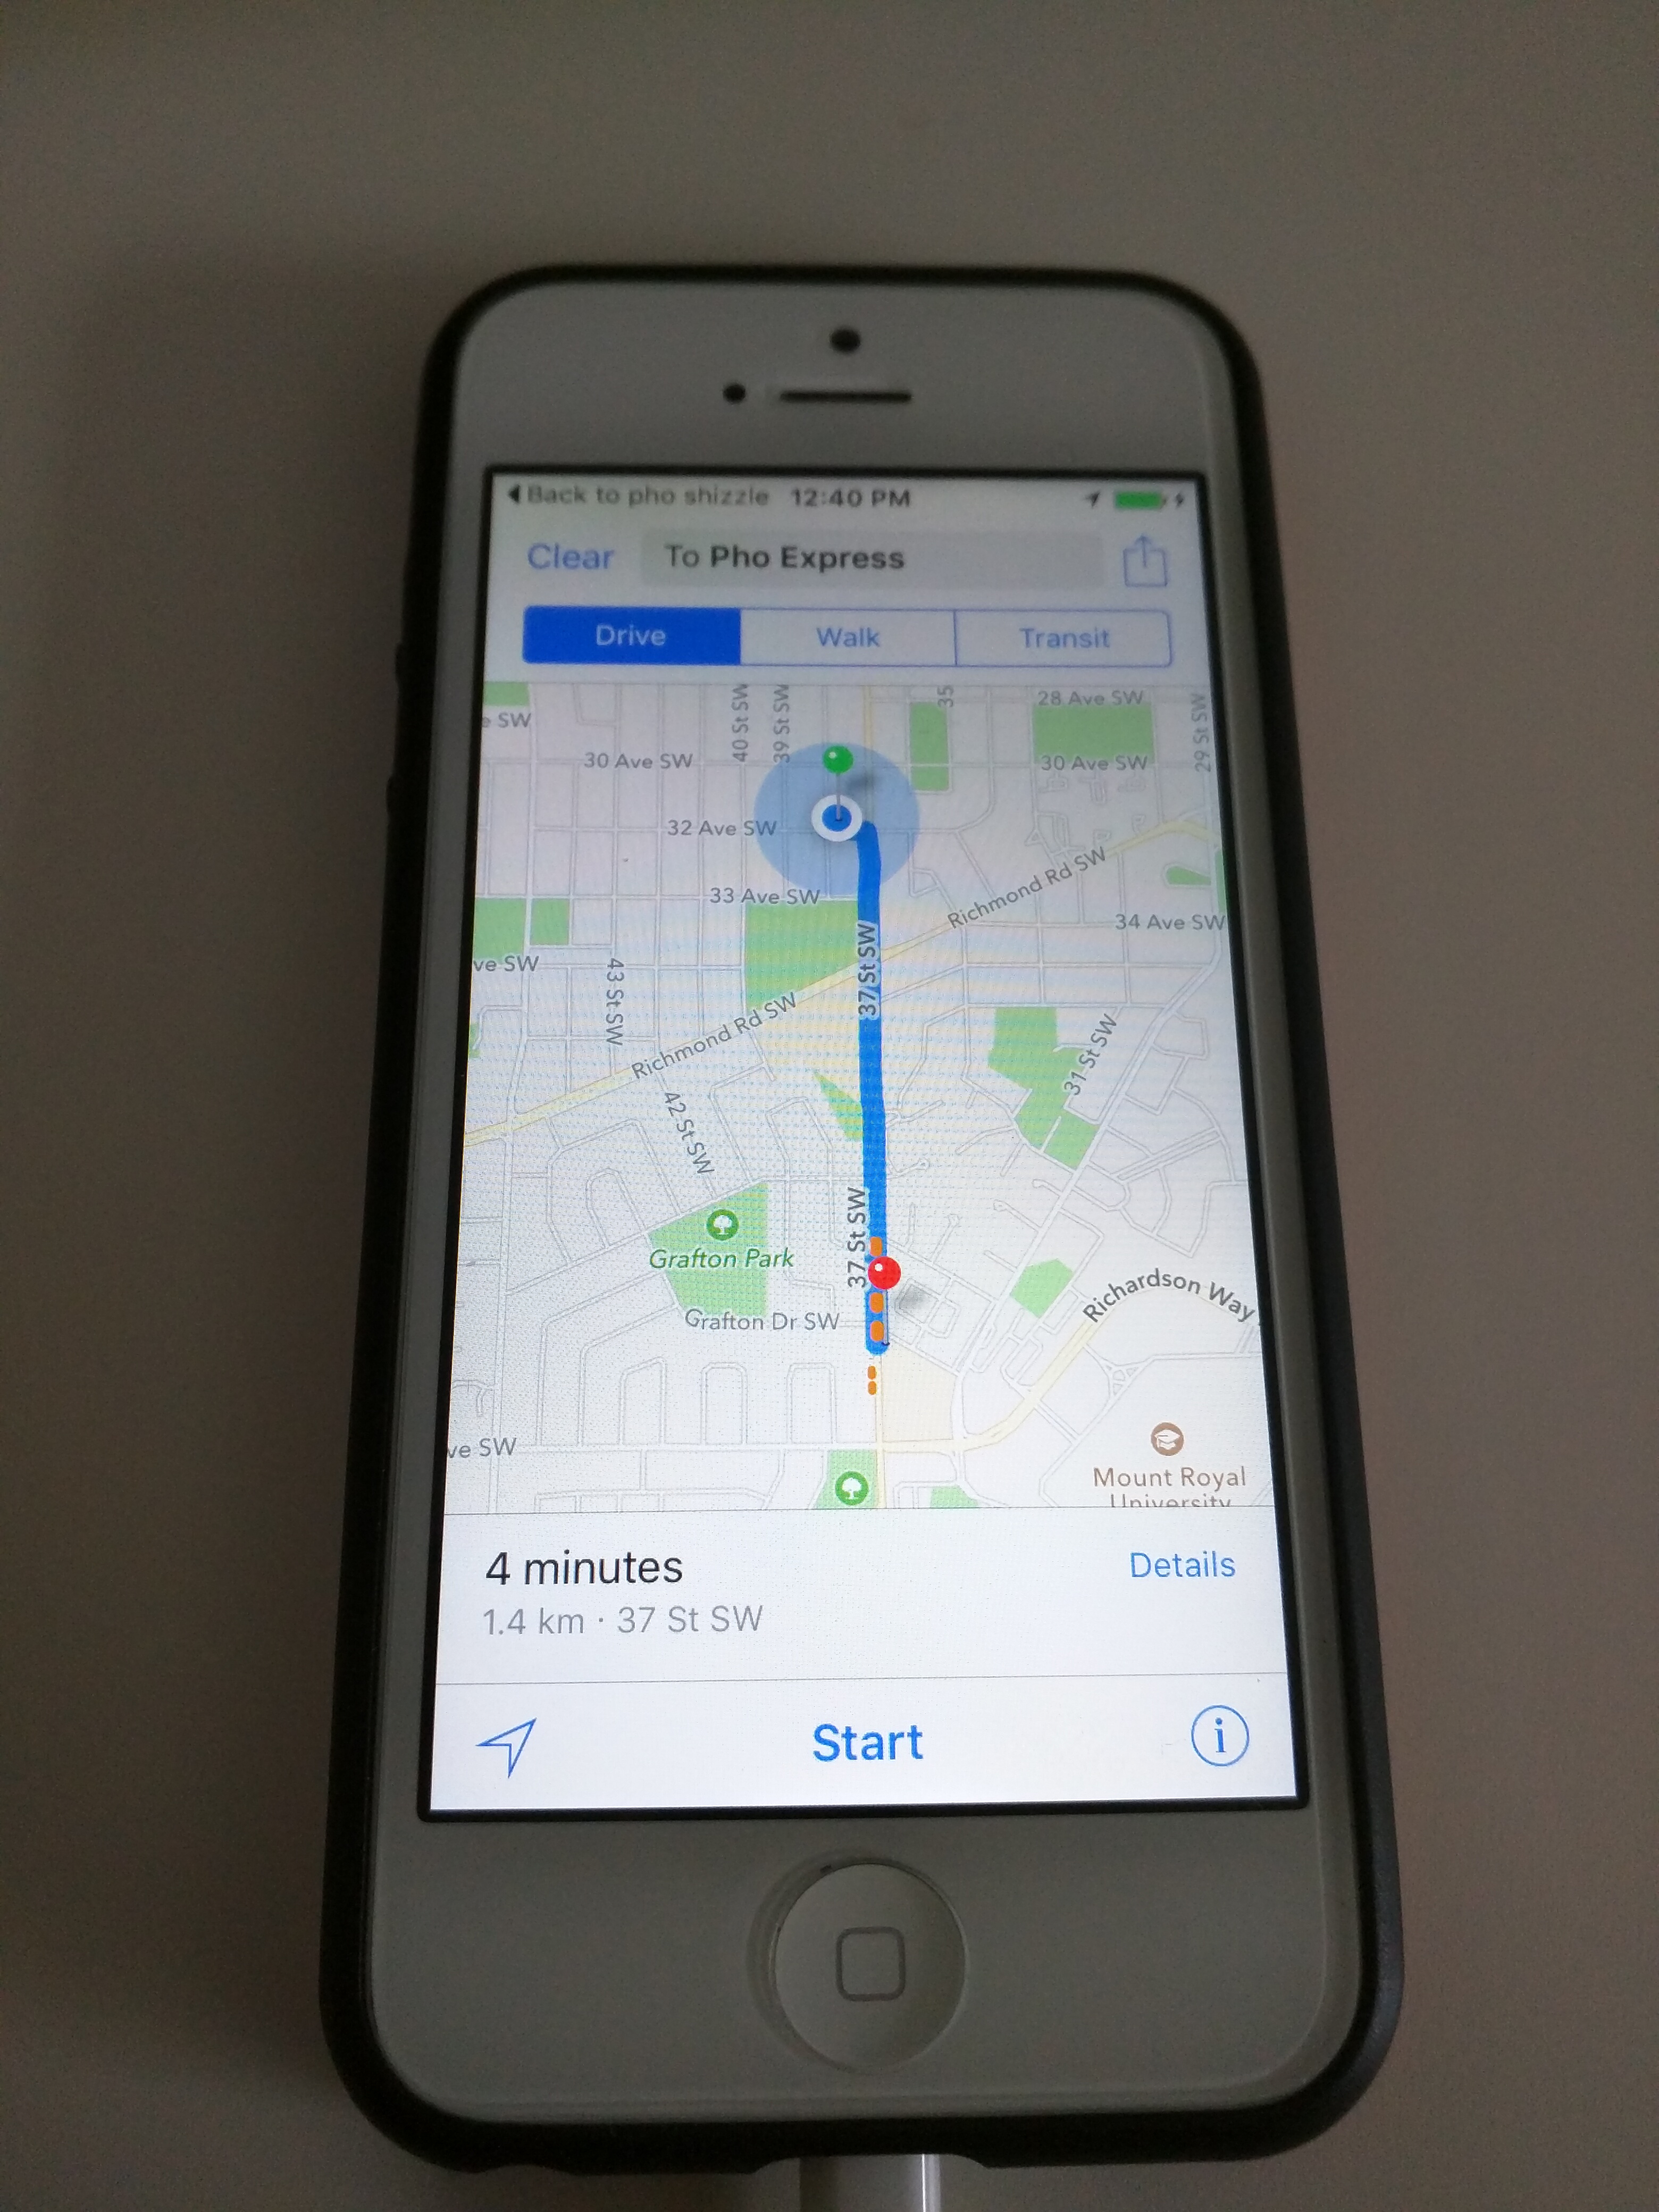 Back to pho shizzle 12:40 PM
Clear To Pho Express
Drive Walk Transit
40 St SW
39 St SW
35
28 Ave SW
29 St SW
SW
30 Ave SW
30 Ave SW
32 Ave SW
33 Ave SW
Richmond Rd SW
34 Ave SW
ve SW
43 St SW
37 St SW
Richmond Rd SW
31 St SW
42 St SW
37 St SW
Grafton Park
Grafton Dr SW
Richardson Way
ve SW
Mount Royal
University
4 minutes Details
1.4 km · 37 St SW
Start